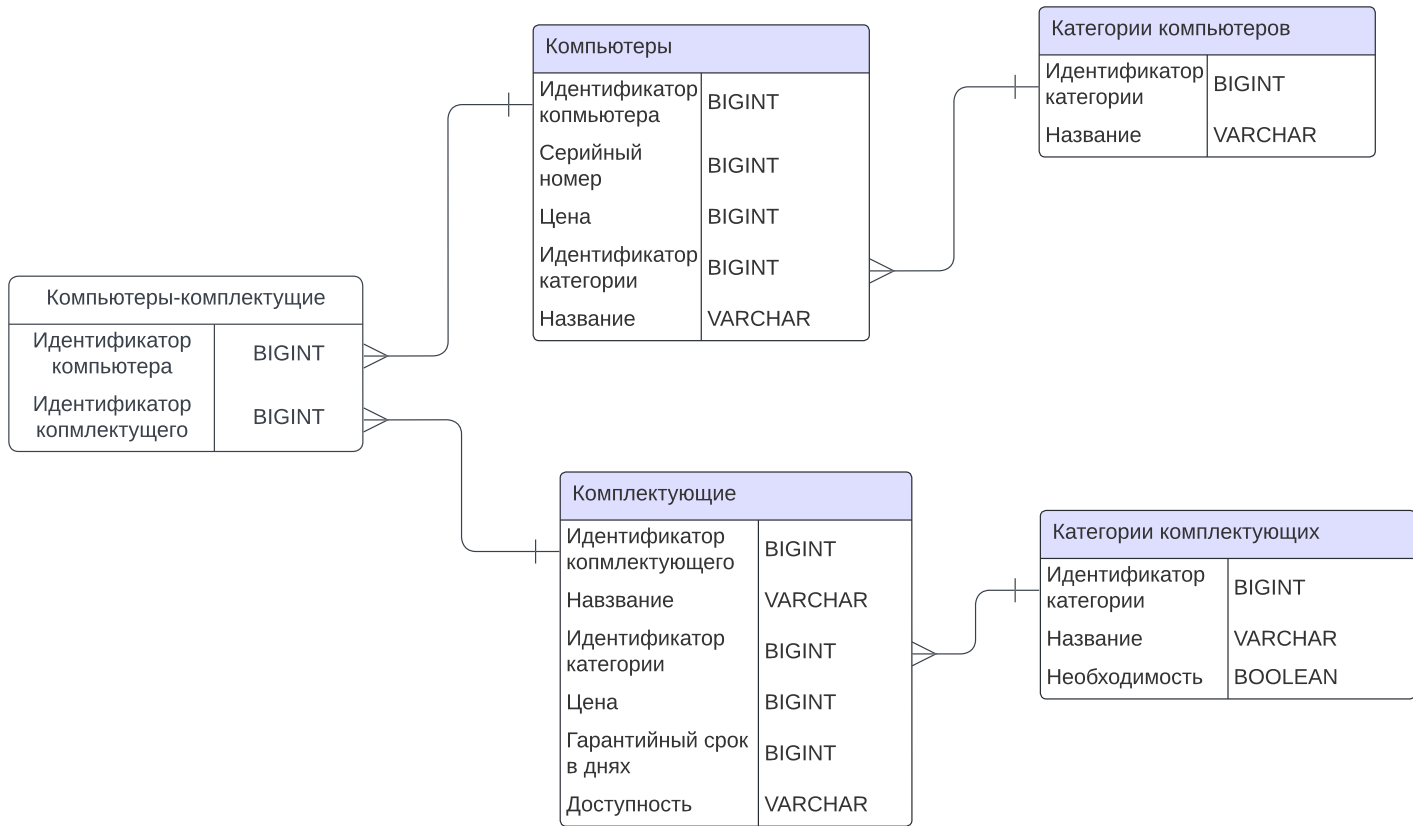 Компьютеры
Идентификатор
копмьютера
BIGINT
Серийный
номер
BIGINT
Цена
BIGINT
Идентификатор
категории
BIGINT
Название
VARCHAR
Категории компьютеров
Идентификатор
категории
BIGINT
Название
VARCHAR
Компьютеры-комплектущие
Идентификатор
компьютера
BIGINT
Идентификатор
копмлектущего
BIGINT
Комплектующие
Идентификатор
копмлектующего
BIGINT
Навзвание
VARCHAR
Идентификатор
категории
BIGINT
Цена
BIGINT
Гарантийный срок
в днях
BIGINT
Доступность
VARCHAR
Категории комплектующих
Идентификатор
категории
BIGINT
Название
VARCHAR
Необходимость
BOOLEAN